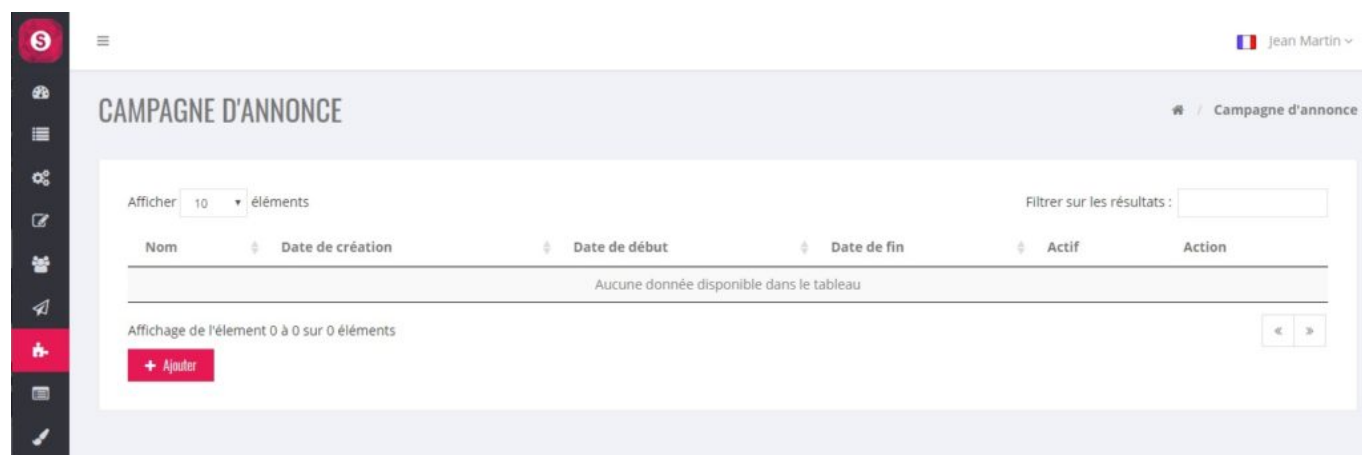 S
Jean Martin
CAMPAGNE D'ANNONCE
/ Campagne d'annonce
Afficher 10 éléments
Filtrer sur les résultats :
Nom Date de création Date de début Date de fin Actif Action
Aucune donnée disponible dans le tableau
Affichage de l'élement 0 à 0 sur 0 éléments
« »
+ Ajouter